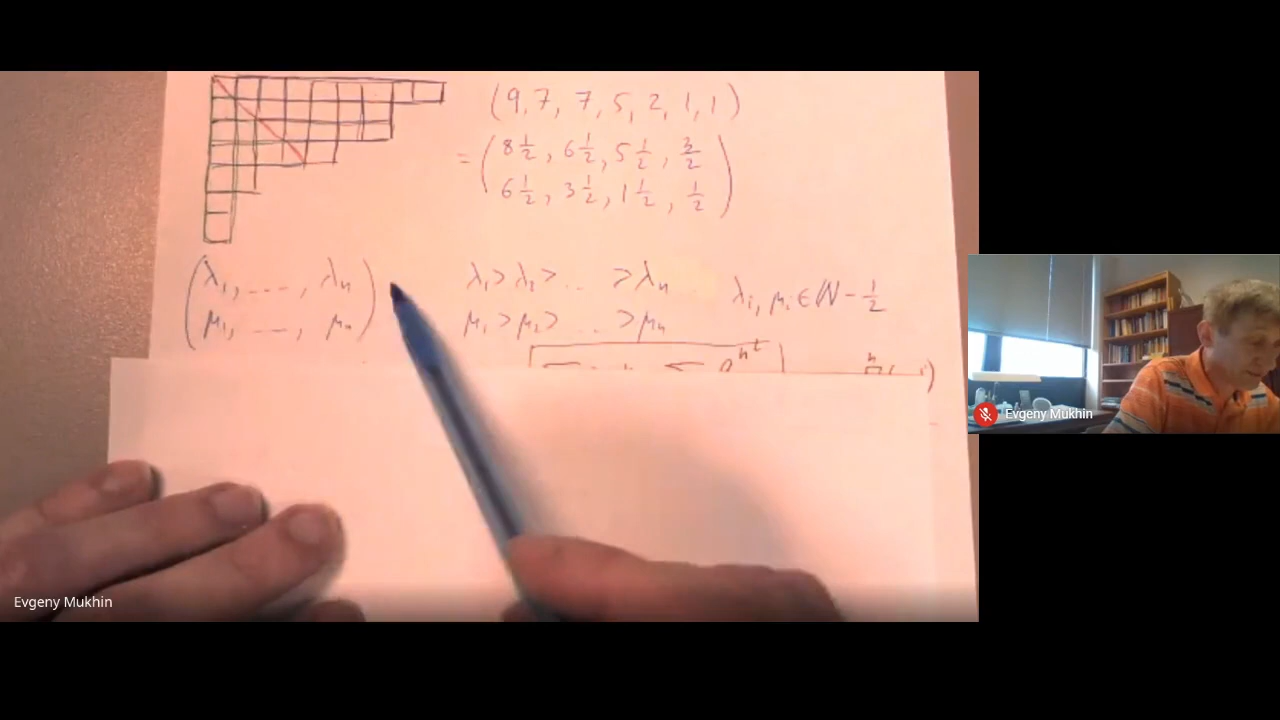 (9, 7, 7, 5, 2, 1, 1)
= (8 1/2, 6 1/2, 5 1/2, 3/2
6 1/2, 3 1/2, 1 1/2, 1/2)
(λ₁, ..., λₙ
μ₁, ..., μₙ)
λ₁ > λ₂ > ... > λₙ
μ₁ > μ₂ > ... > μₙ
λᵢ, μᵢ ∈ ℕ - 1/2
Evgeny Mukhin
Evgeny Mukhin